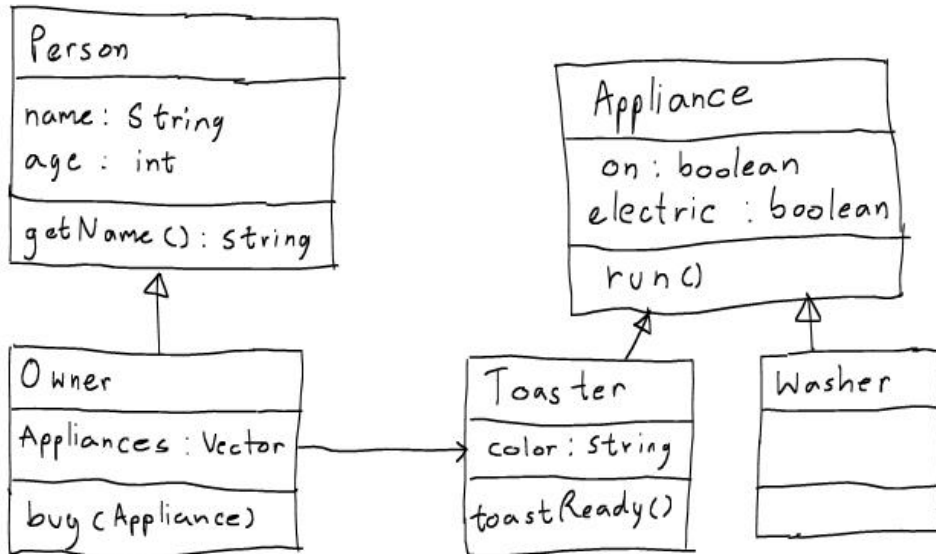 Person
name: String
age: int
getName(): String
Appliance
on: boolean
electric: boolean
run()
Owner
Appliances: Vector
buy(Appliance)
Toaster
color: String
toastReady()
Washer